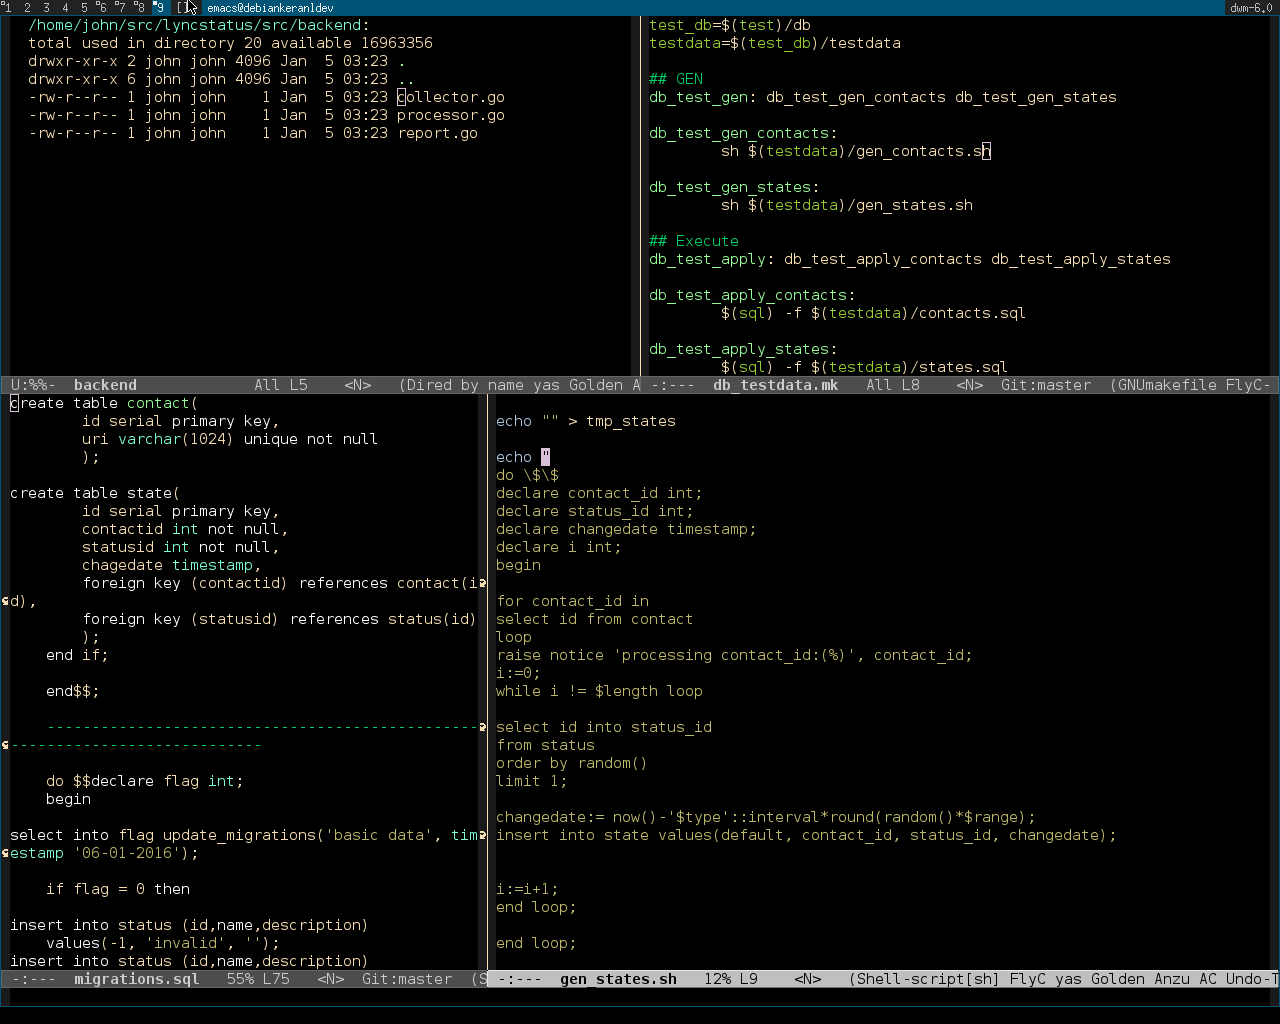 1 2 3 4 5 6 7 8 9 [] emacs@debiankeranldev dwm-6.0
/home/john/src/lyncstatus/src/backend:
total used in directory 20 available 16963356
drwxr-xr-x 2 john john 4096 Jan  5 03:23 .
drwxr-xr-x 6 john john 4096 Jan  5 03:23 ..
-rw-r--r-- 1 john john    1 Jan  5 03:23 collector.go
-rw-r--r-- 1 john john    1 Jan  5 03:23 processor.go
-rw-r--r-- 1 john john    1 Jan  5 03:23 report.go
U:%%-  backend             All L5    <N>   (Dired by name yas Golden A
test_db=$(test)/db
testdata=$(test_db)/testdata
## GEN
db_test_gen: db_test_gen_contacts db_test_gen_states
db_test_gen_contacts:
        sh $(testdata)/gen_contacts.sh
db_test_gen_states:
        sh $(testdata)/gen_states.sh
## Execute
db_test_apply: db_test_apply_contacts db_test_apply_states
db_test_apply_contacts:
        $(sql) -f $(testdata)/contacts.sql
db_test_apply_states:
        $(sql) -f $(testdata)/states.sql
-:---  db_testdata.mk   All L8    <N>  Git:master  (GNUmakefile FlyC-
create table contact(
        id serial primary key,
        uri varchar(1024) unique not null
        );
create table state(
        id serial primary key,
        contactid int not null,
        statusid int not null,
        chagedate timestamp,
        foreign key (contactid) references contact(i
d),
        foreign key (statusid) references status(id)
        );
    end if;
    end$$;
    ------------------------------------------------
----------------------------
    do $$declare flag int;
    begin
select into flag update_migrations('basic data', tim
estamp '06-01-2016');
    if flag = 0 then
insert into status (id,name,description)
    values(-1, 'invalid', '');
insert into status (id,name,description)
-:---  migrations.sql   55% L75   <N>  Git:master  (S
echo "" > tmp_states
echo "
do \$\$
declare contact_id int;
declare status_id int;
declare changedate timestamp;
declare i int;
begin
for contact_id in
select id from contact
loop
raise notice 'processing contact_id:(%)', contact_id;
i:=0;
while i != $length loop
select id into status_id
from status
order by random()
limit 1;
changedate:= now()-'$type'::interval*round(random()*$range);
insert into state values(default, contact_id, status_id, changedate);
i:=i+1;
end loop;
end loop;
-:---  gen_states.sh   12% L9    <N>   (Shell-script[sh] FlyC yas Golden Anzu AC Undo-T